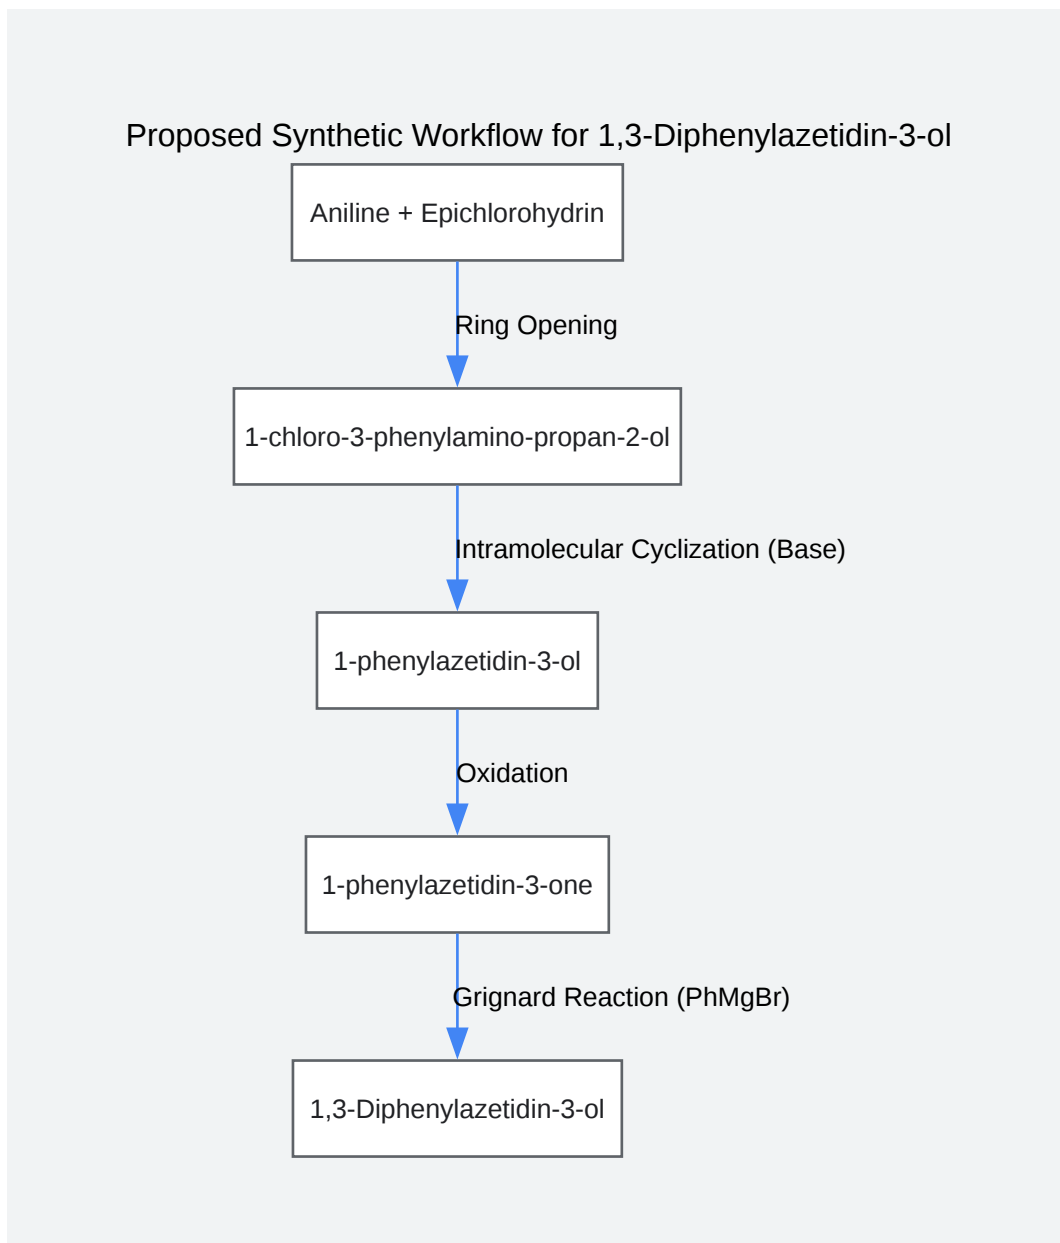 Proposed Synthetic Workflow for 1,3-Diphenylazetidin-3-ol
Aniline + Epichlorohydrin
Ring Opening
1-chloro-3-phenylamino-propan-2-ol
Intramolecular Cyclization (Base)
1-phenylazetidin-3-ol
Oxidation
1-phenylazetidin-3-one
Grignard Reaction (PhMgBr)
1,3-Diphenylazetidin-3-ol